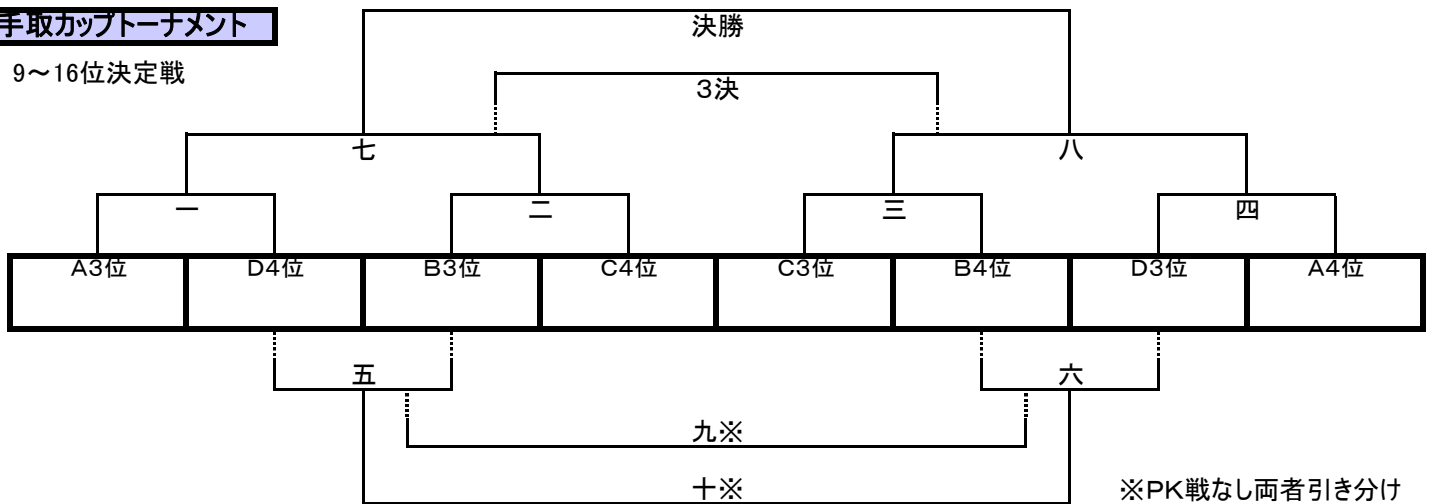 手取カップトーナメント
決勝
9～16位決定戦
3決
七
八
一
二
三
四
A3位
D4位
B3位
C4位
C3位
B4位
D3位
A4位
五
六
九※
十※
※PK戦なし両者引き分け